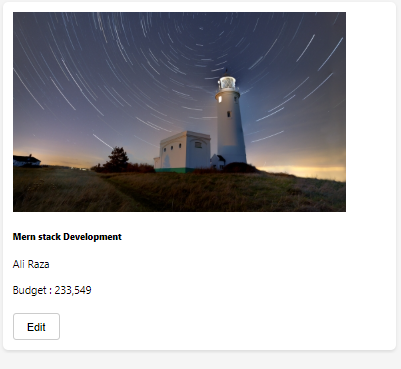 Mern stack Development
Ali Raza
Budget : 233,549
Edit